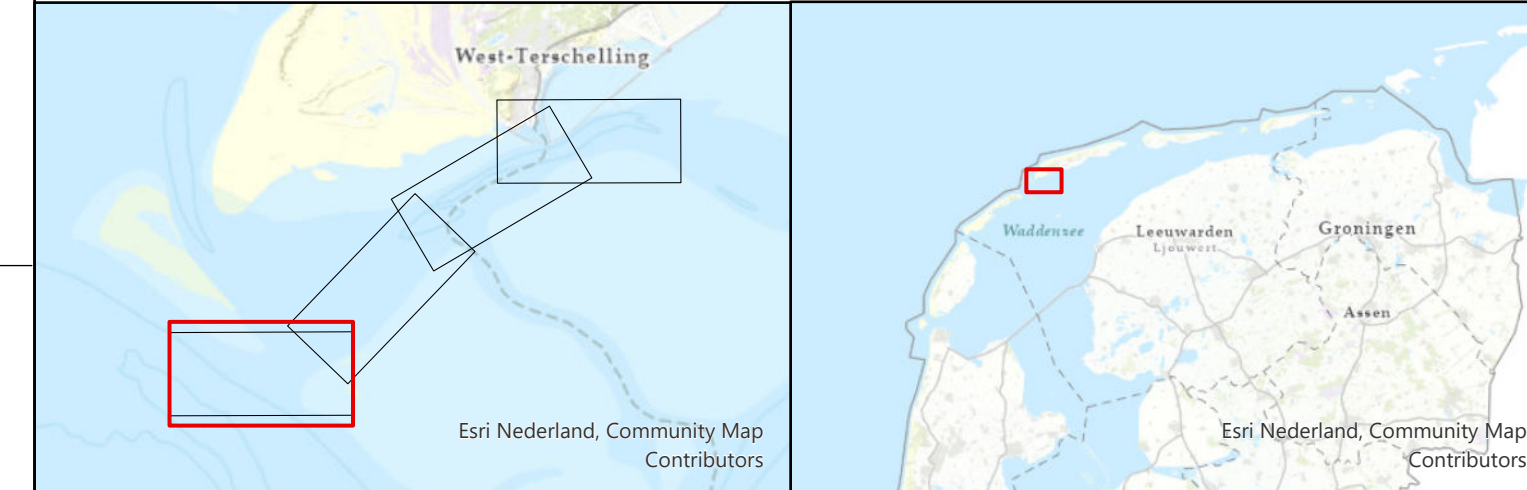 West-Terschelling
Esri Nederland, Community Map
Contributors
Waddenzee
Leeuwarden
Ljouwert
Groningen
Assen
Esri Nederland, Community Map
Contributors